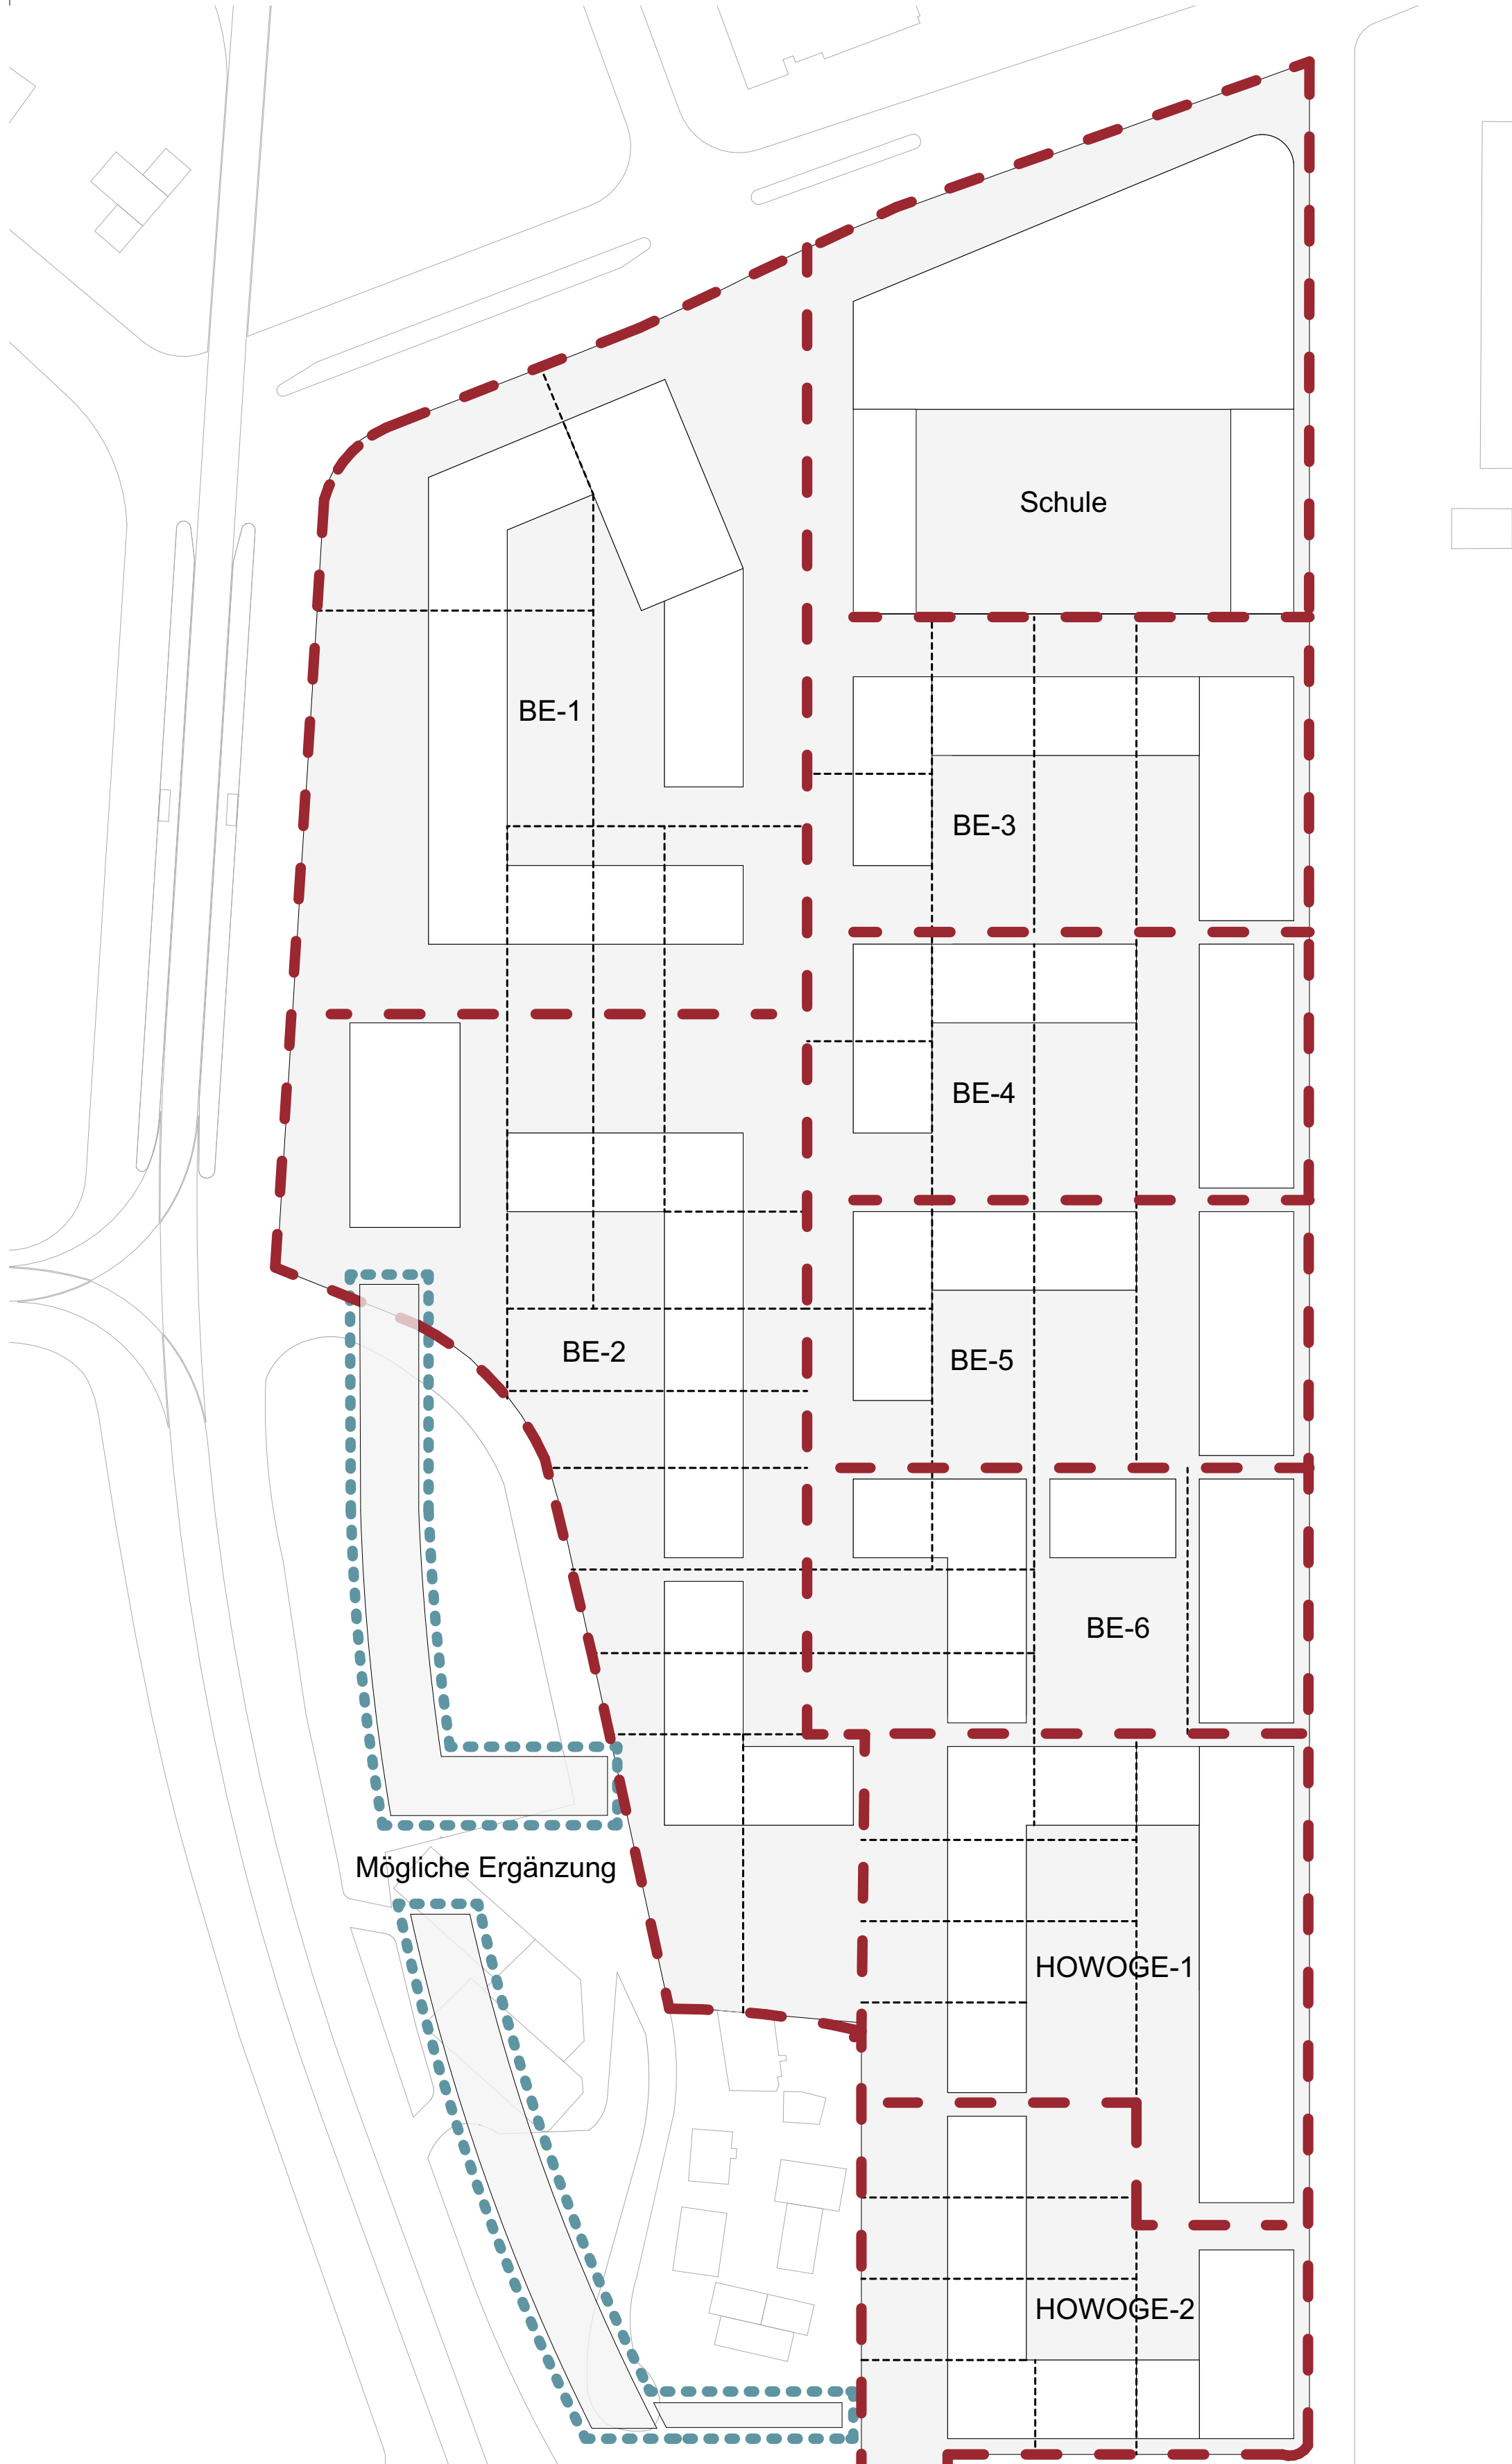 Schule
BE-1
BE-3
BE-4
BE-2
BE-5
BE-6
Mögliche Ergänzung
HOWOGE-1
HOWOGE-2